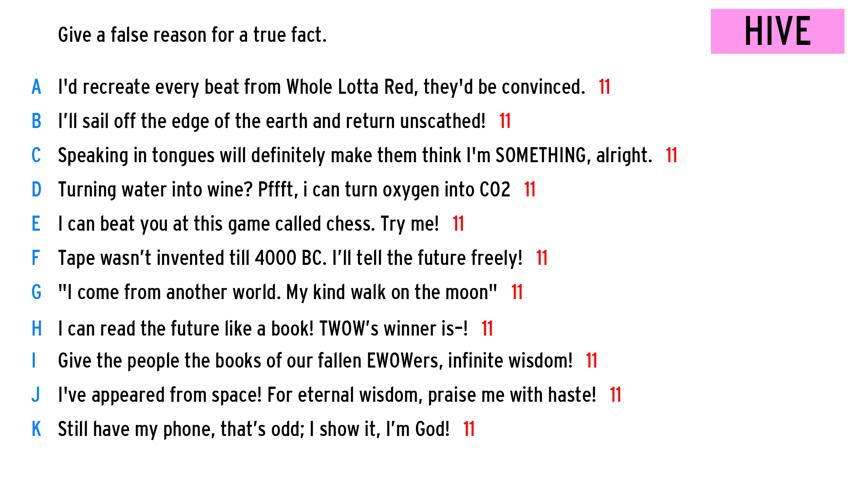 Give a false reason for a true fact.
HIVE
A I'd recreate every beat from Whole Lotta Red, they'd be convinced. 11
B I’ll sail off the edge of the earth and return unscathed! 11
C Speaking in tongues will definitely make them think I'm SOMETHING, alright. 11
D Turning water into wine? Pffft, i can turn oxygen into CO2 11
E I can beat you at this game called chess. Try me! 11
F Tape wasn’t invented till 4000 BC. I’ll tell the future freely! 11
G "I come from another world. My kind walk on the moon" 11
H I can read the future like a book! TWOW’s winner is-! 11
I Give the people the books of our fallen EWOWers, infinite wisdom! 11
J I've appeared from space! For eternal wisdom, praise me with haste! 11
K Still have my phone, that’s odd; I show it, I’m God! 11